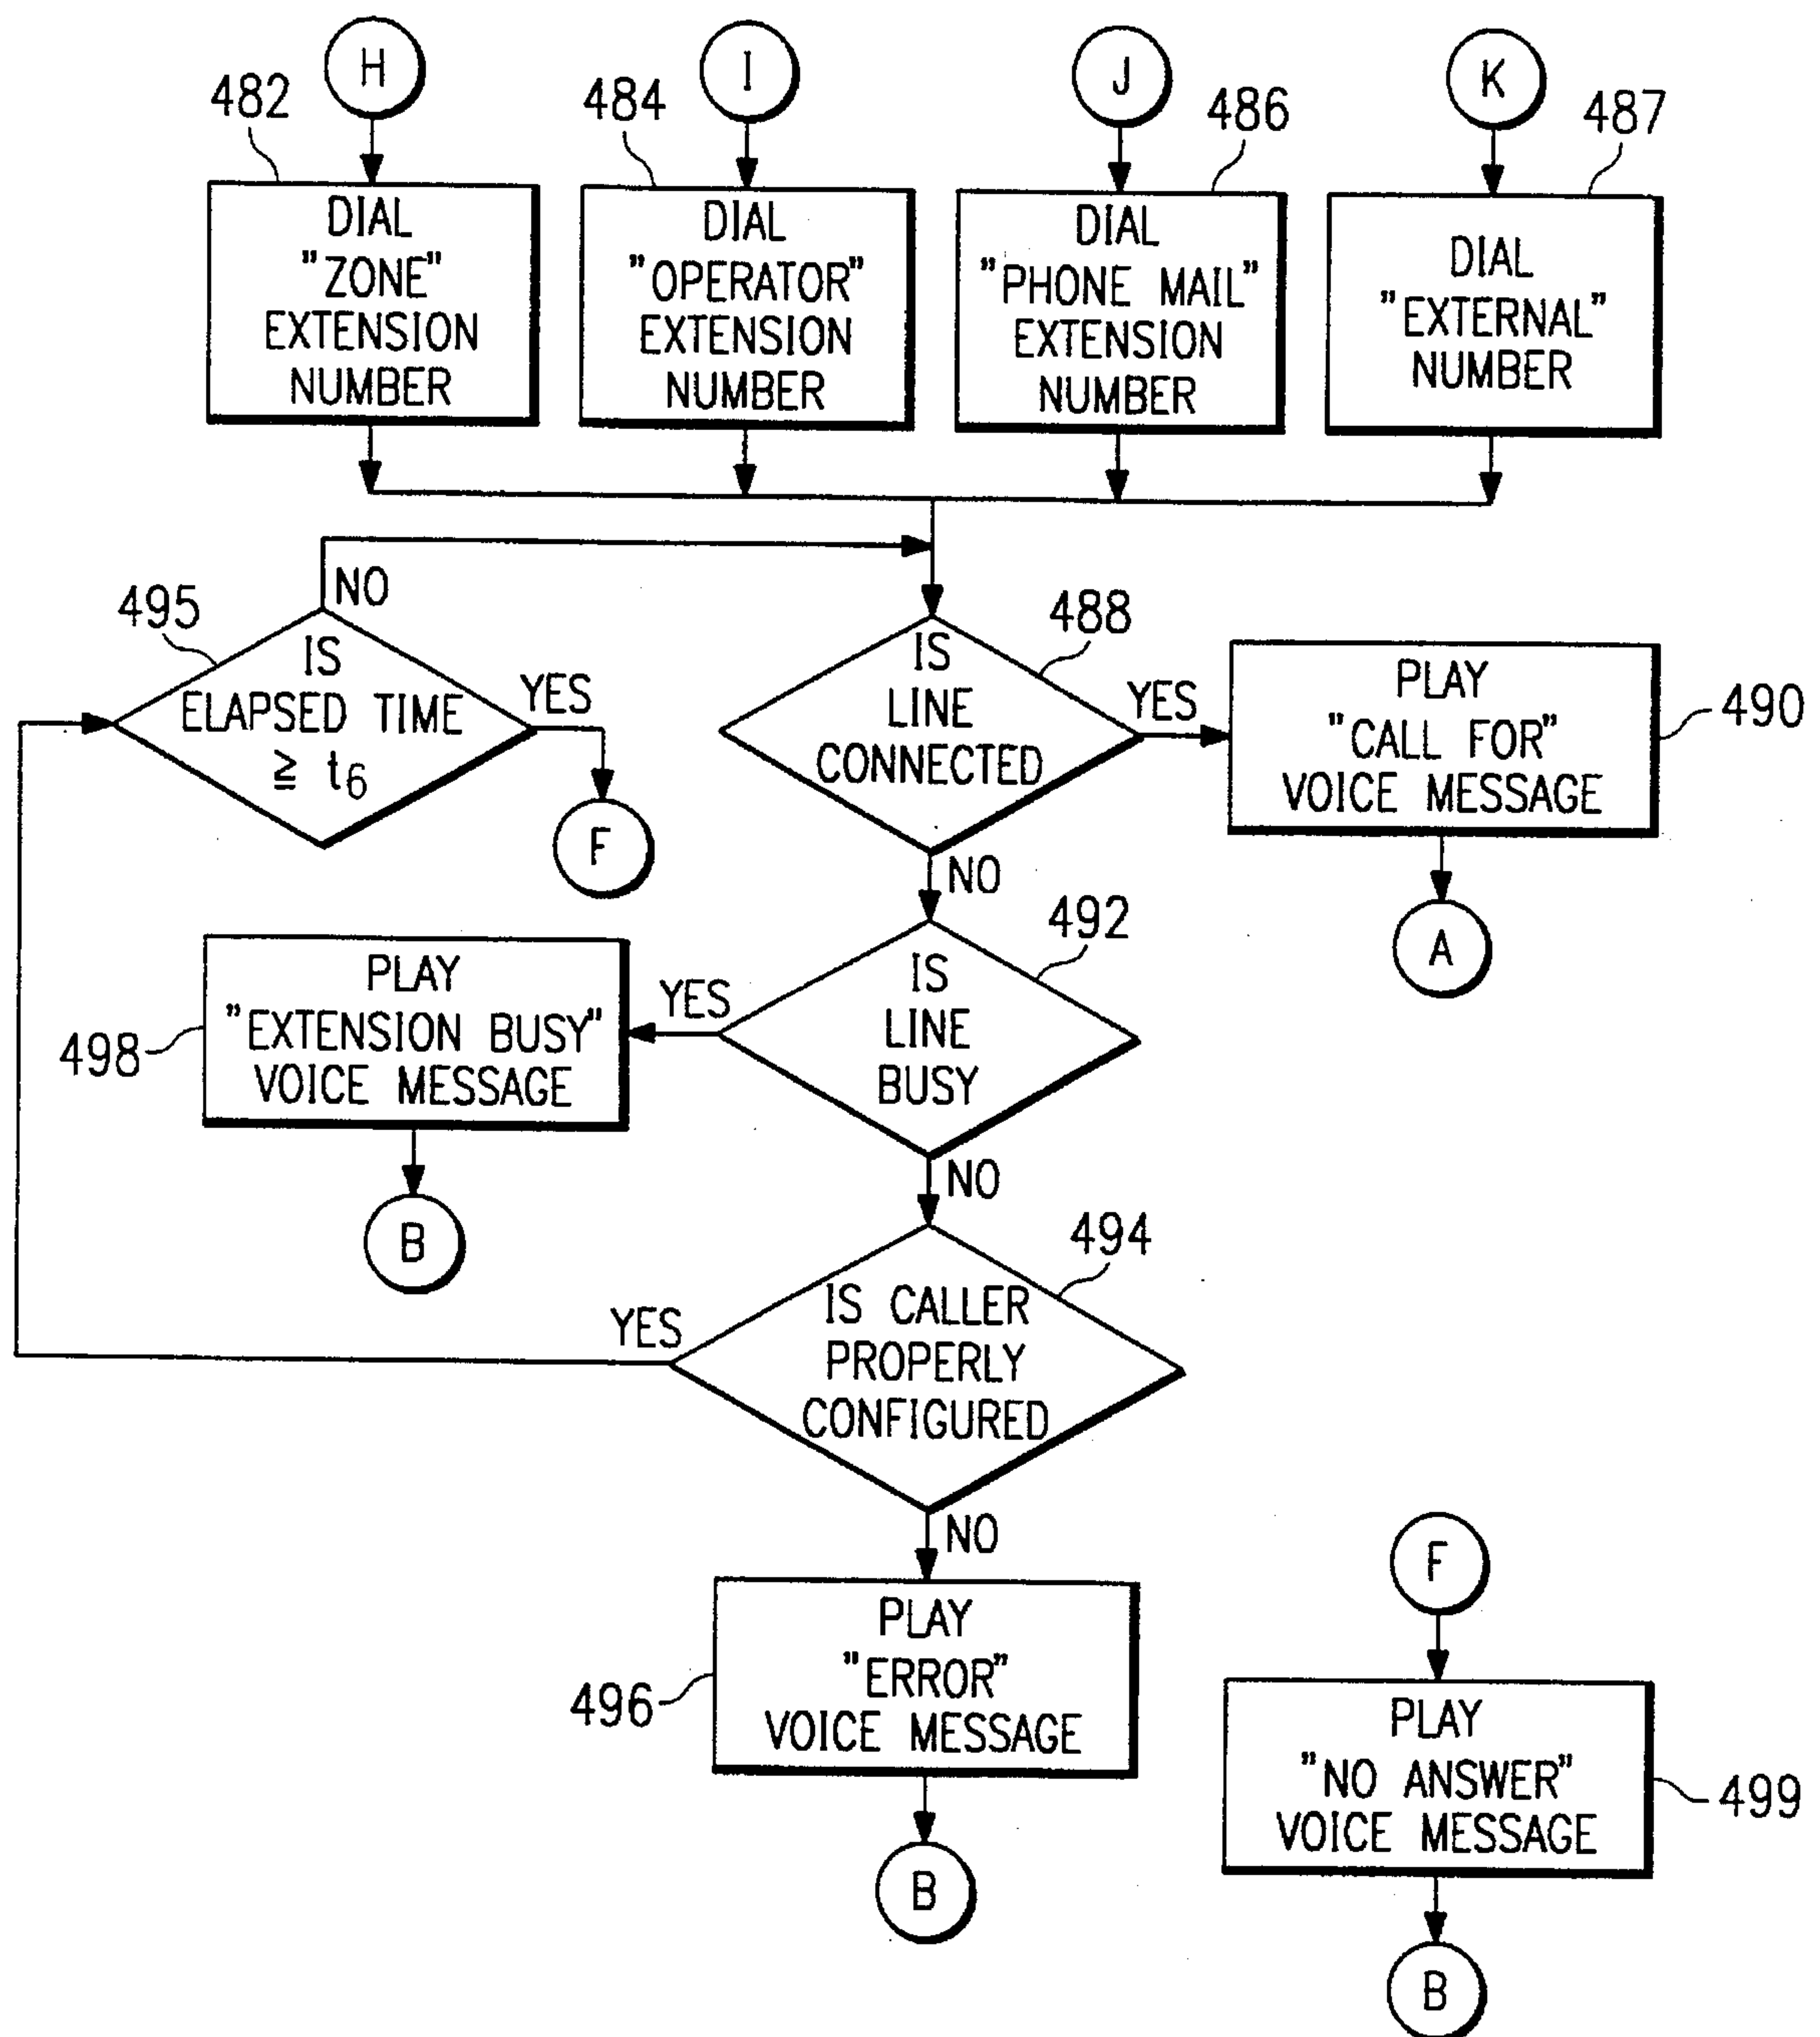 H
I
J
K
482
484
486
487
DIAL
"ZONE"
EXTENSION
NUMBER
DIAL
"OPERATOR"
EXTENSION
NUMBER
DIAL
"PHONE MAIL"
EXTENSION
NUMBER
DIAL
"EXTERNAL"
NUMBER
495
NO
IS
ELAPSED TIME
≧ t6
YES
F
488
IS
LINE
CONNECTED
YES
NO
PLAY
"CALL FOR"
VOICE MESSAGE
490
A
492
IS
LINE
BUSY
YES
NO
PLAY
"EXTENSION BUSY"
VOICE MESSAGE
498
B
494
IS CALLER
PROPERLY
CONFIGURED
YES
NO
PLAY
"ERROR"
VOICE MESSAGE
496
B
F
PLAY
"NO ANSWER"
VOICE MESSAGE
499
B